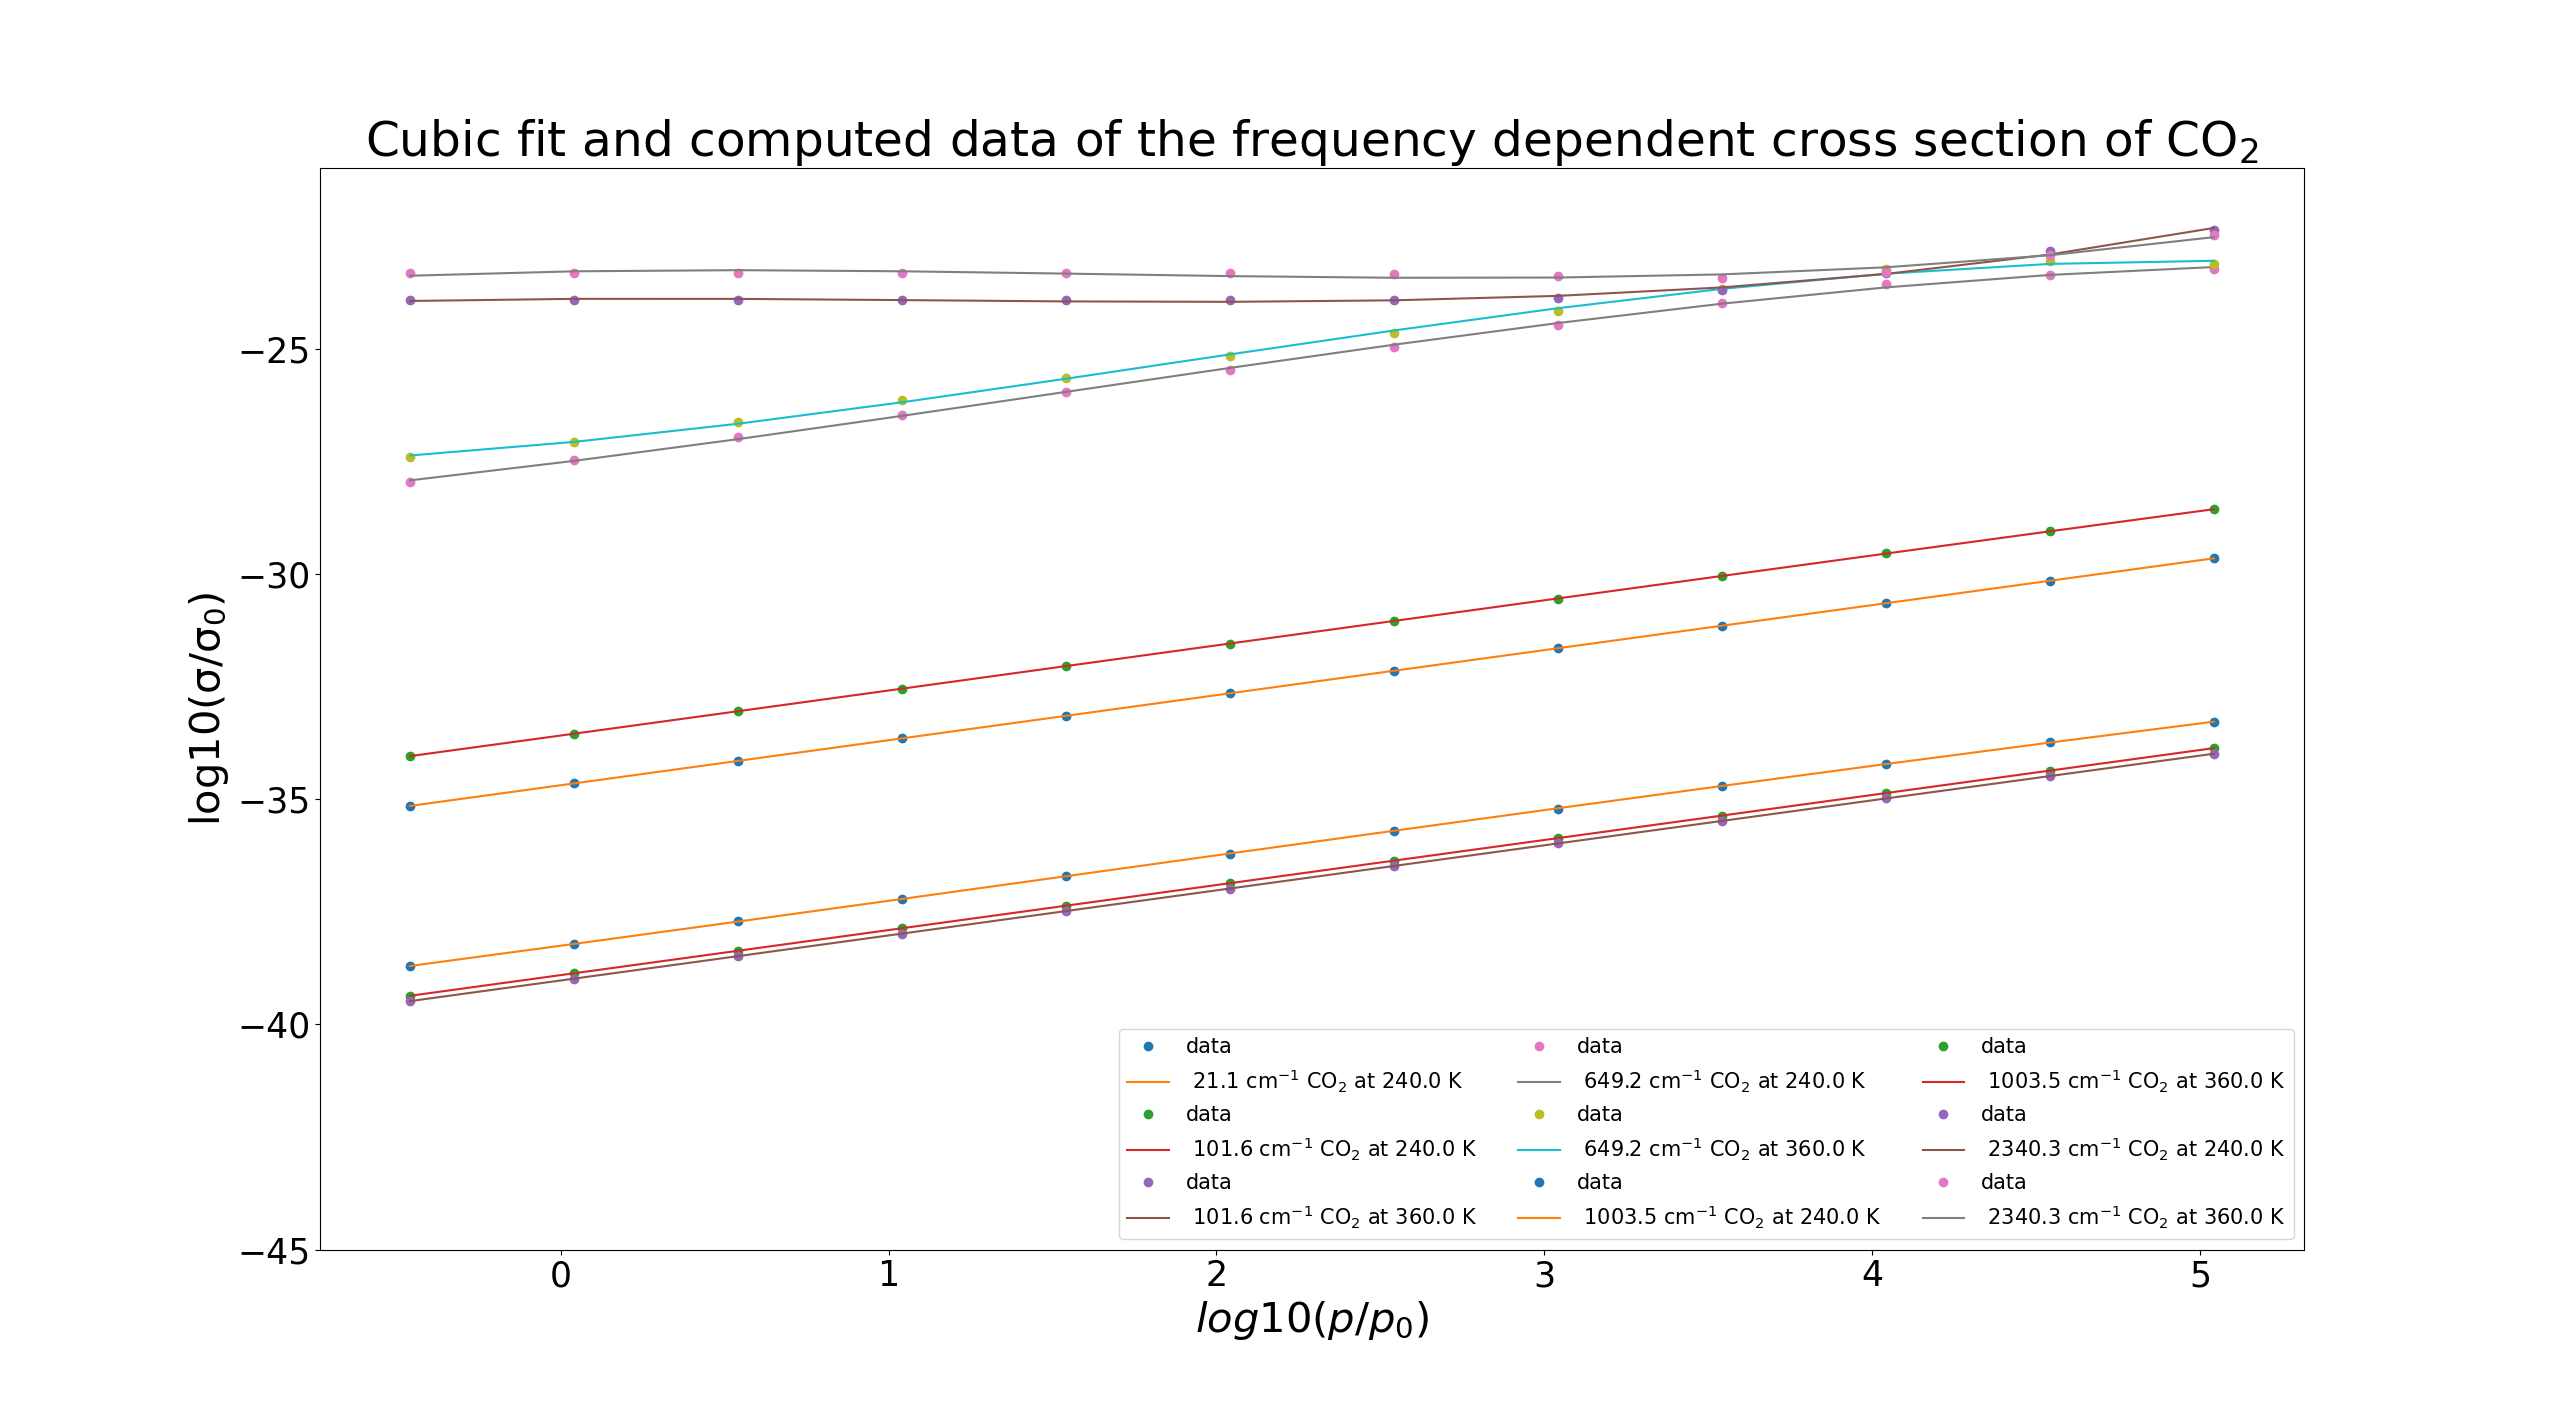 Cubic fit and computed data of the frequency dependent cross section of CO₂
log10(σ/σ₀)
−25
−30
−35
−40
−45
0 1 2 3 4 5
log10(p/p₀)
data
21.1 cm⁻¹ CO₂ at 240.0 K
data
101.6 cm⁻¹ CO₂ at 240.0 K
data
101.6 cm⁻¹ CO₂ at 360.0 K
data
649.2 cm⁻¹ CO₂ at 240.0 K
data
649.2 cm⁻¹ CO₂ at 360.0 K
data
1003.5 cm⁻¹ CO₂ at 240.0 K
data
1003.5 cm⁻¹ CO₂ at 360.0 K
data
2340.3 cm⁻¹ CO₂ at 240.0 K
data
2340.3 cm⁻¹ CO₂ at 360.0 K